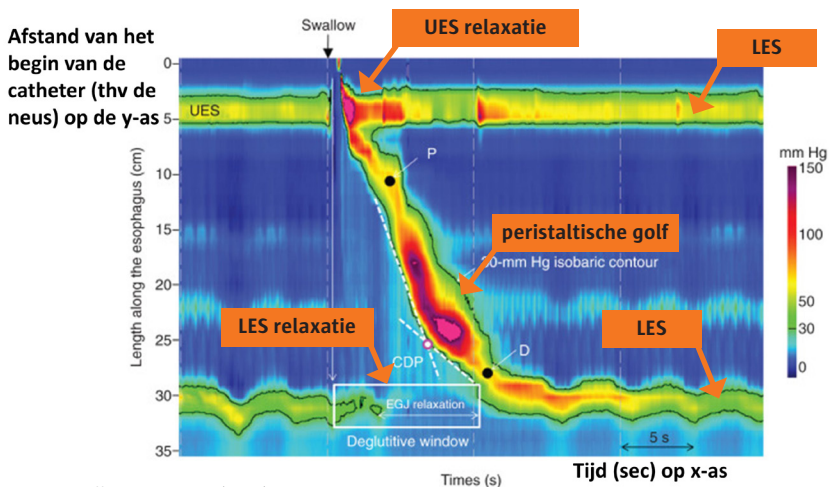 Swallow
Afstand van het
begin van de
catheter (thv de
neus) op de y-as
UES relaxatie
LES
0
UES
5
10
15
20
25
30
35
Length along the esophagus (cm)
P
peristaltische golf
30-mm Hg isobaric contour
LES relaxatie
LES
CDP
D
EGJ relaxation
Deglutitive window
5 s
Times (s)
Tijd (sec) op x-as
mm Hg
150
100
50
30
0